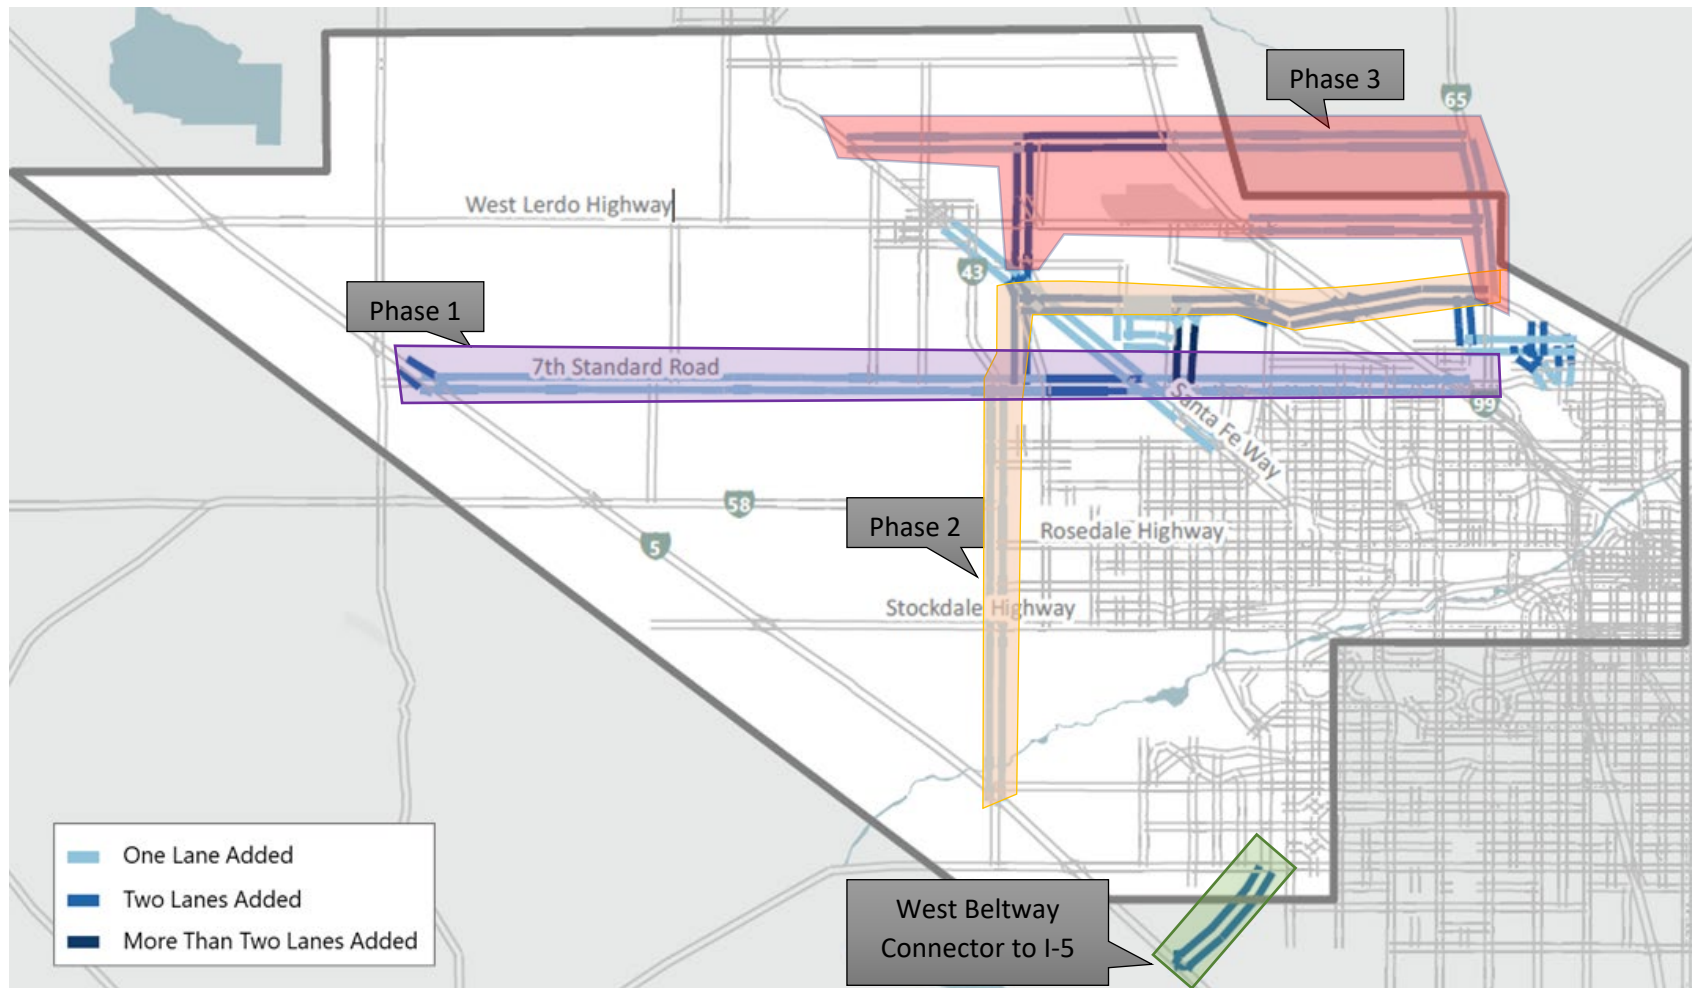 Phase 3
65
West Lerdo Highway
43
Phase 1
7th Standard Road
99
Santa Fe Way
58
Phase 2
Rosedale Highway
5
Stockdale Highway
One Lane Added
Two Lanes Added
More Than Two Lanes Added
West Beltway
Connector to I-5